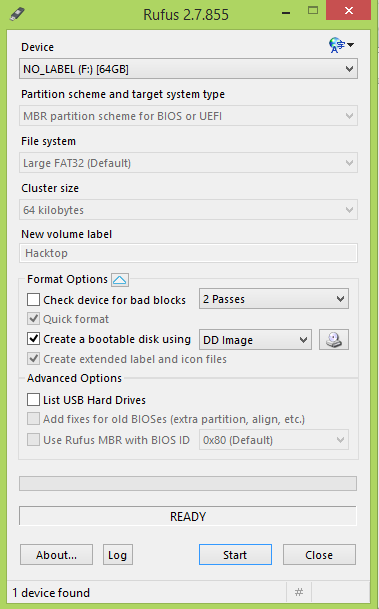 Rufus 2.7.855
Device
NO_LABEL (F:) [64GB]
Partition scheme and target system type
MBR partition scheme for BIOS or UEFI
File system
Large FAT32 (Default)
Cluster size
64 kilobytes
New volume label
Hacktop
Format Options
Check device for bad blocks 2 Passes
Quick format
Create a bootable disk using DD Image
Create extended label and icon files
Advanced Options
List USB Hard Drives
Add fixes for old BIOSes (extra partition, align, etc.)
Use Rufus MBR with BIOS ID 0x80 (Default)
READY
About... Log Start Close
1 device found #